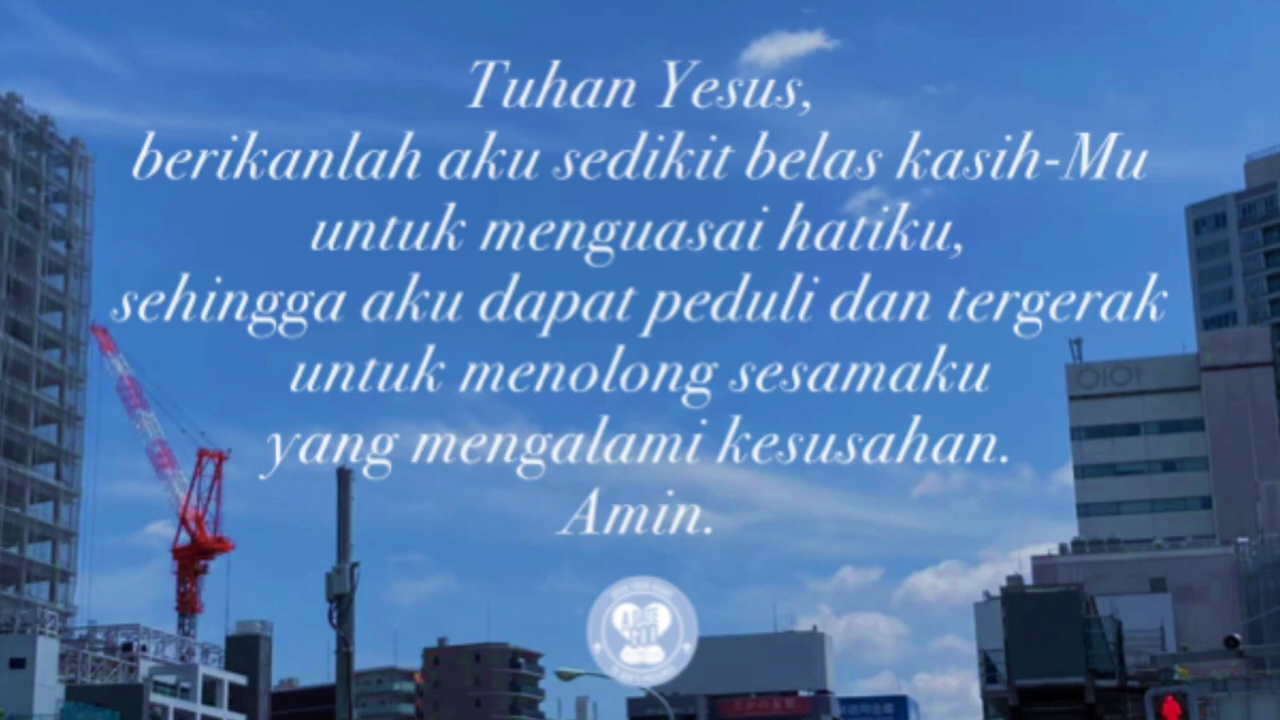 Tuhan Yesus,
berikanlah aku sedikit belas kasih-Mu
untuk menguasai hatiku,
sehingga aku dapat peduli dan tergerak
untuk menolong sesamaku
yang mengalami kesusahan.
Amin.
OIOI